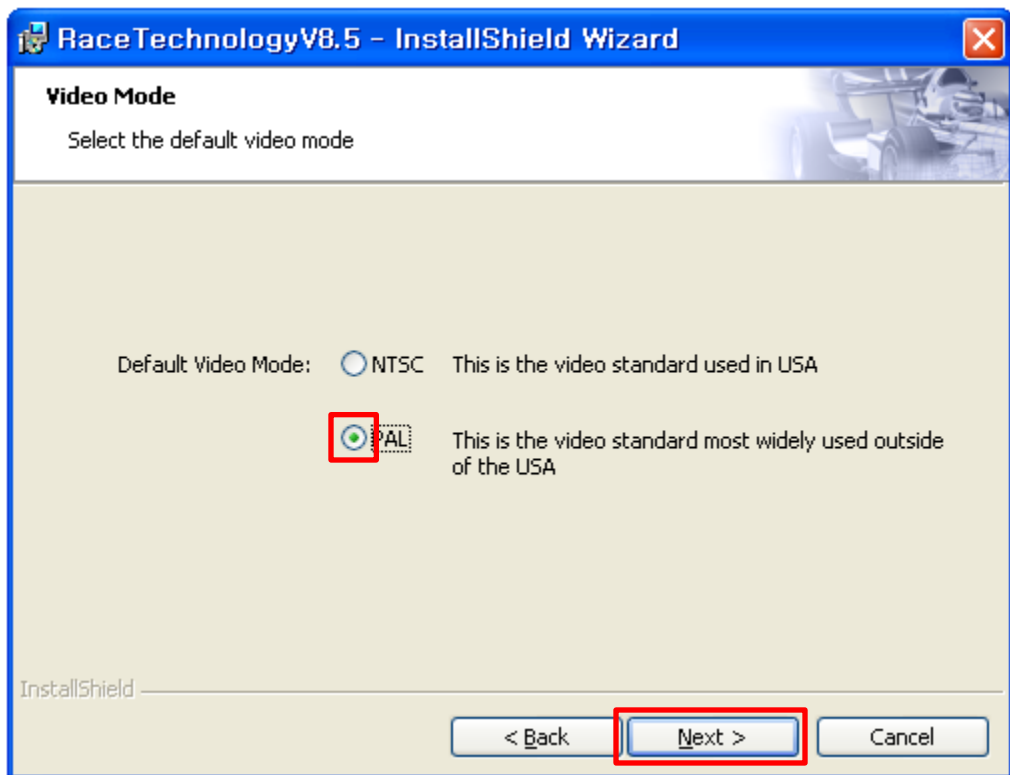 RaceTechnologyV8.5 - InstallShield Wizard
Video Mode
Select the default video mode
Default Video Mode: NTSC This is the video standard used in USA
PAL This is the video standard most widely used outside
of the USA
InstallShield
< Back Next > Cancel